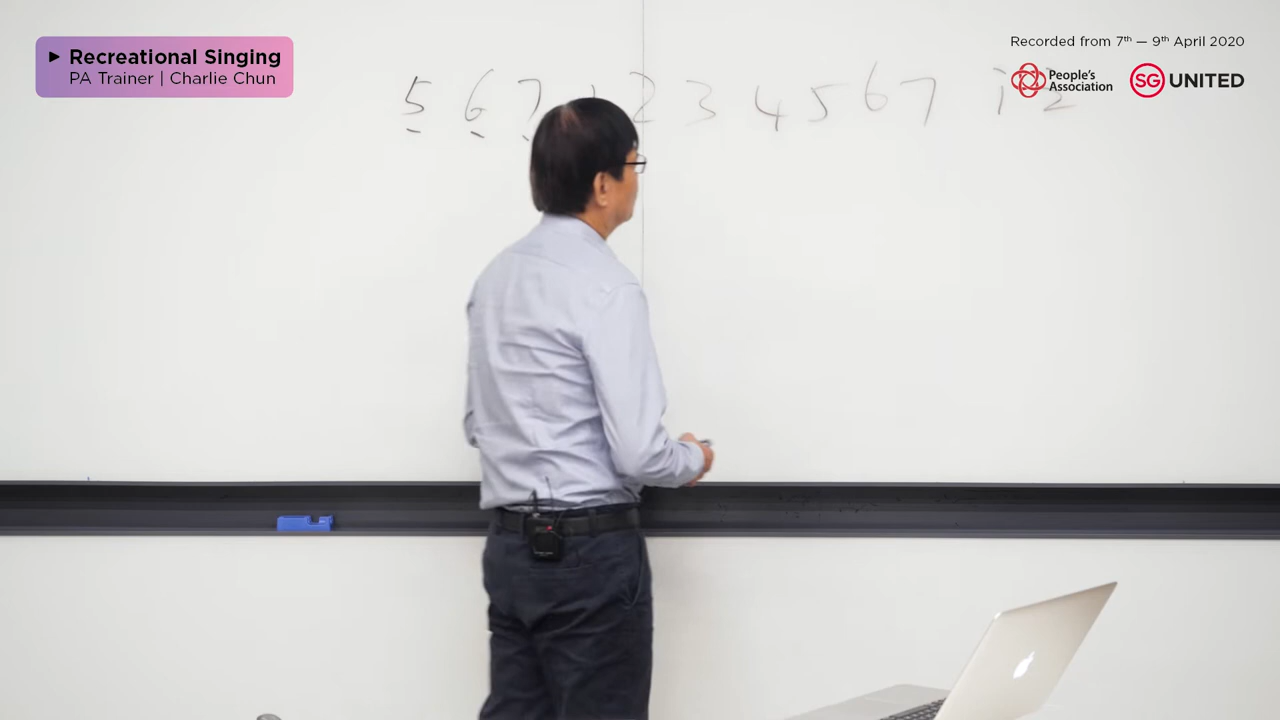 ► Recreational Singing
PA Trainer | Charlie Chun
Recorded from 7th — 9th April 2020
People's
Association
SG UNITED
5 6 7 1 2 3 4 5 6 7 i 2